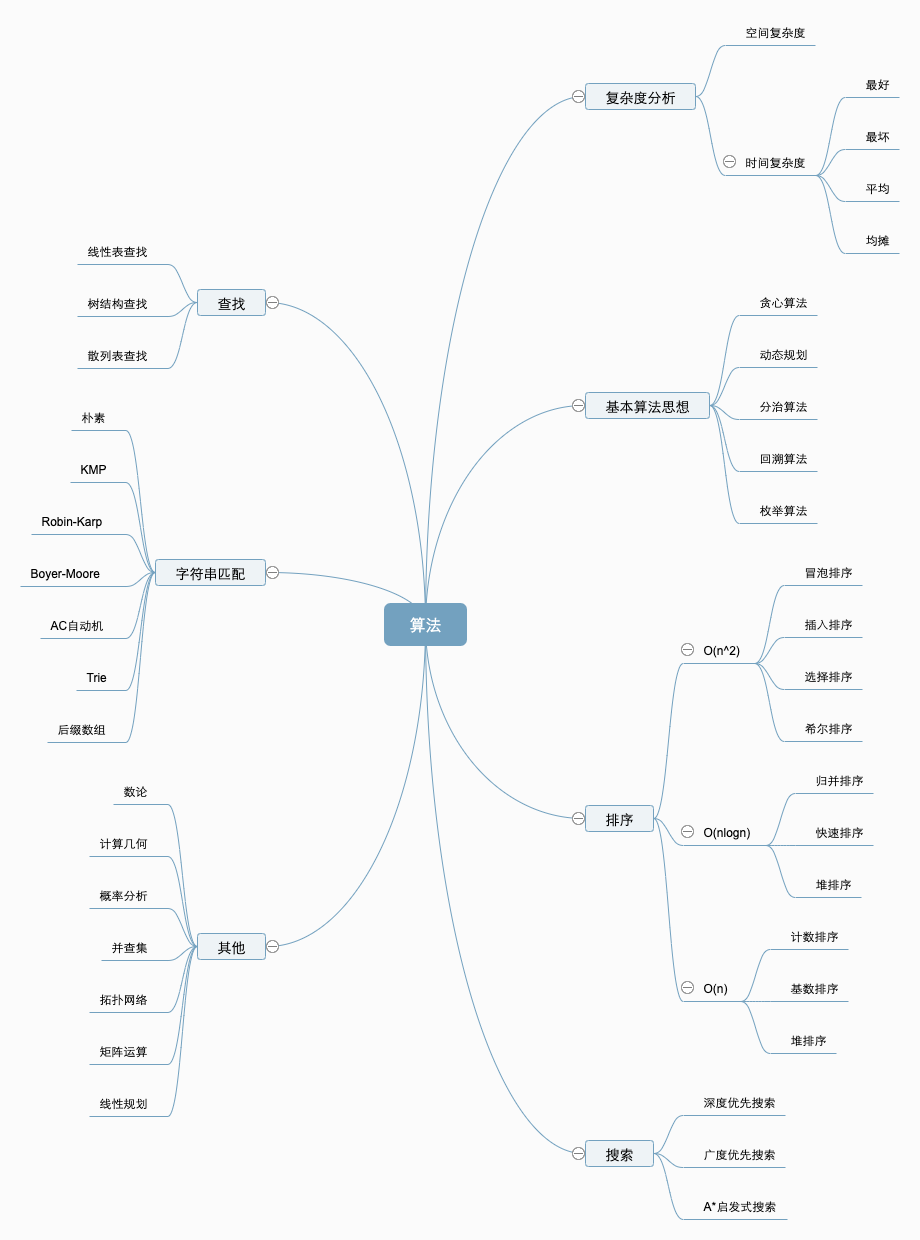 算法
复杂度分析
空间复杂度
时间复杂度
最好
最坏
平均
均摊
基本算法思想
贪心算法
动态规划
分治算法
回溯算法
枚举算法
排序
O(n^2)
冒泡排序
插入排序
选择排序
希尔排序
O(nlogn)
归并排序
快速排序
堆排序
O(n)
计数排序
基数排序
堆排序
搜索
深度优先搜索
广度优先搜索
A*启发式搜索
查找
线性表查找
树结构查找
散列表查找
字符串匹配
朴素
KMP
Robin-Karp
Boyer-Moore
AC自动机
Trie
后缀数组
其他
数论
计算几何
概率分析
并查集
拓扑网络
矩阵运算
线性规划